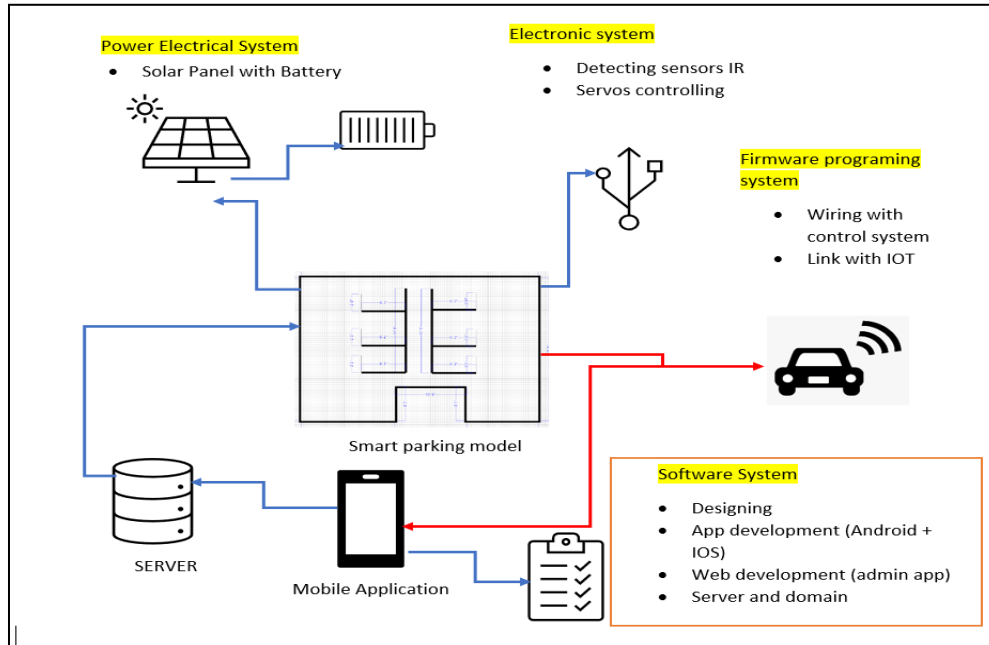 Power Electrical System
• Solar Panel with Battery
Electronic system
• Detecting sensors IR
• Servos controlling
Firmware programing
system
• Wiring with
control system
• Link with IOT
Smart parking model
SERVER
Mobile Application
Software System
• Designing
• App development (Android +
IOS)
• Web development (admin app)
• Server and domain